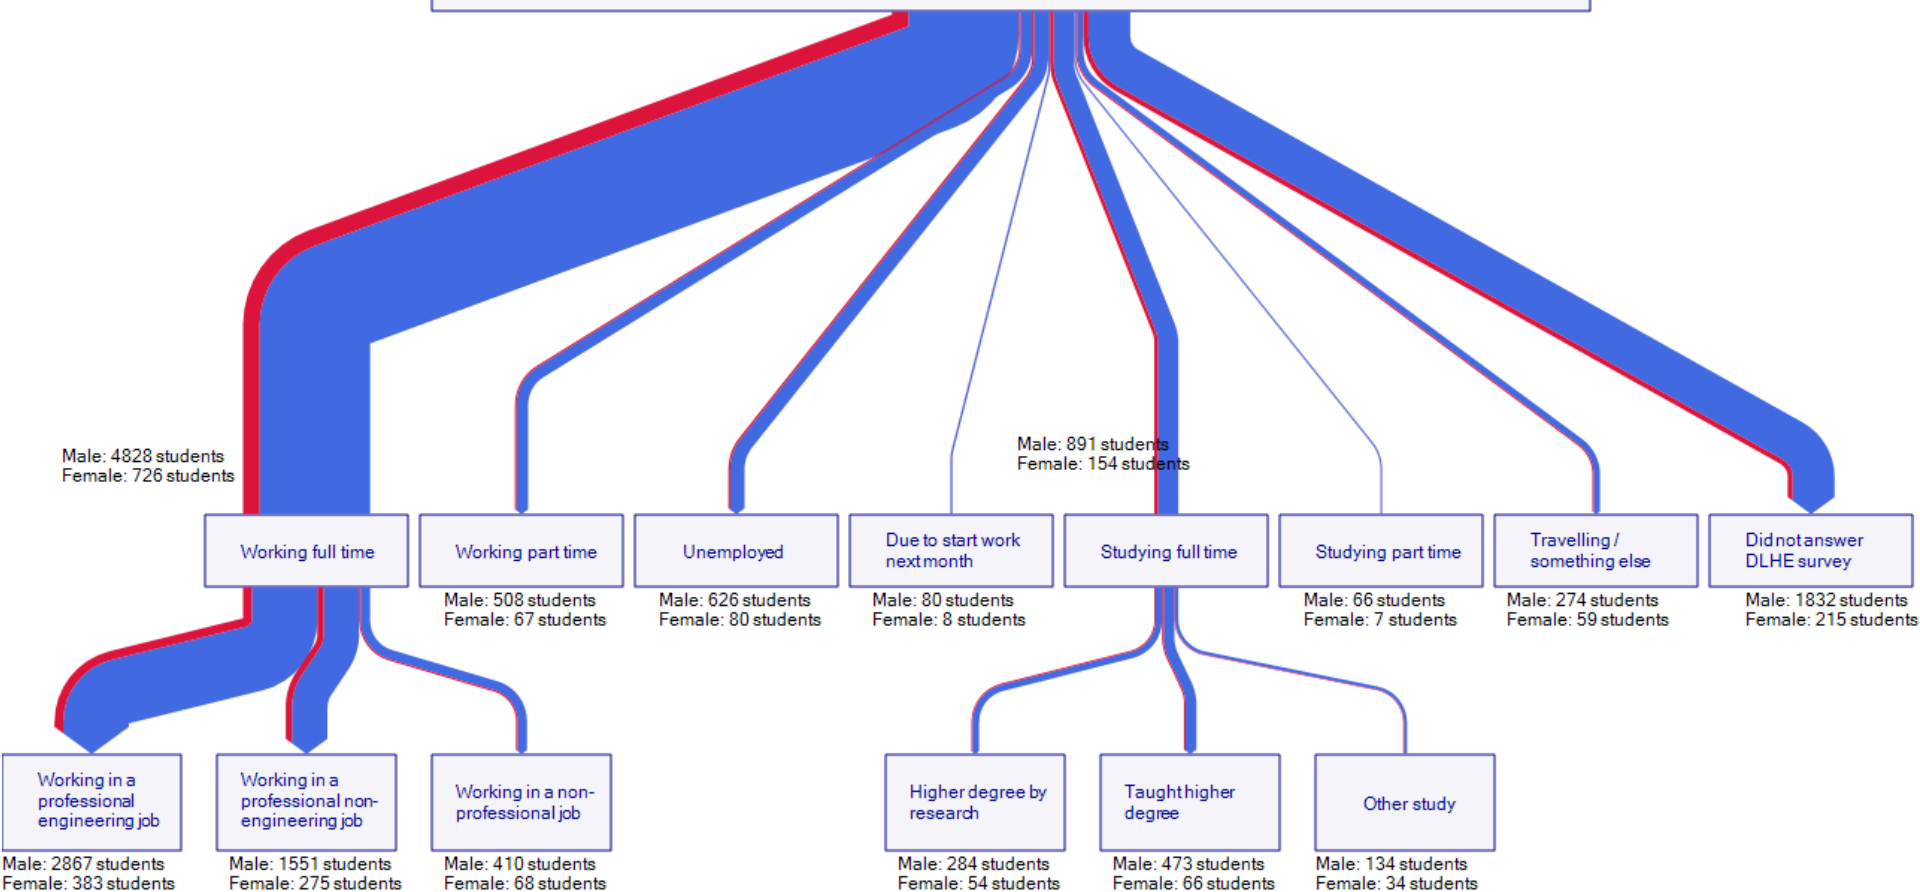 Male: 4828 students
Female: 726 students
Male: 891 students
Female: 154 students
Working full time
Working part time
Unemployed
Due to start work
next month
Studying full time
Studying part time
Travelling /
something else
Did not answer
DLHE survey
Male: 508 students
Female: 67 students
Male: 626 students
Female: 80 students
Male: 80 students
Female: 8 students
Male: 66 students
Female: 7 students
Male: 274 students
Female: 59 students
Male: 1832 students
Female: 215 students
Working in a
professional
engineering job
Working in a
professional non-
engineering job
Working in a non-
professional job
Higher degree by
research
Taught higher
degree
Other study
Male: 2867 students
Female: 383 students
Male: 1551 students
Female: 275 students
Male: 410 students
Female: 68 students
Male: 284 students
Female: 54 students
Male: 473 students
Female: 66 students
Male: 134 students
Female: 34 students